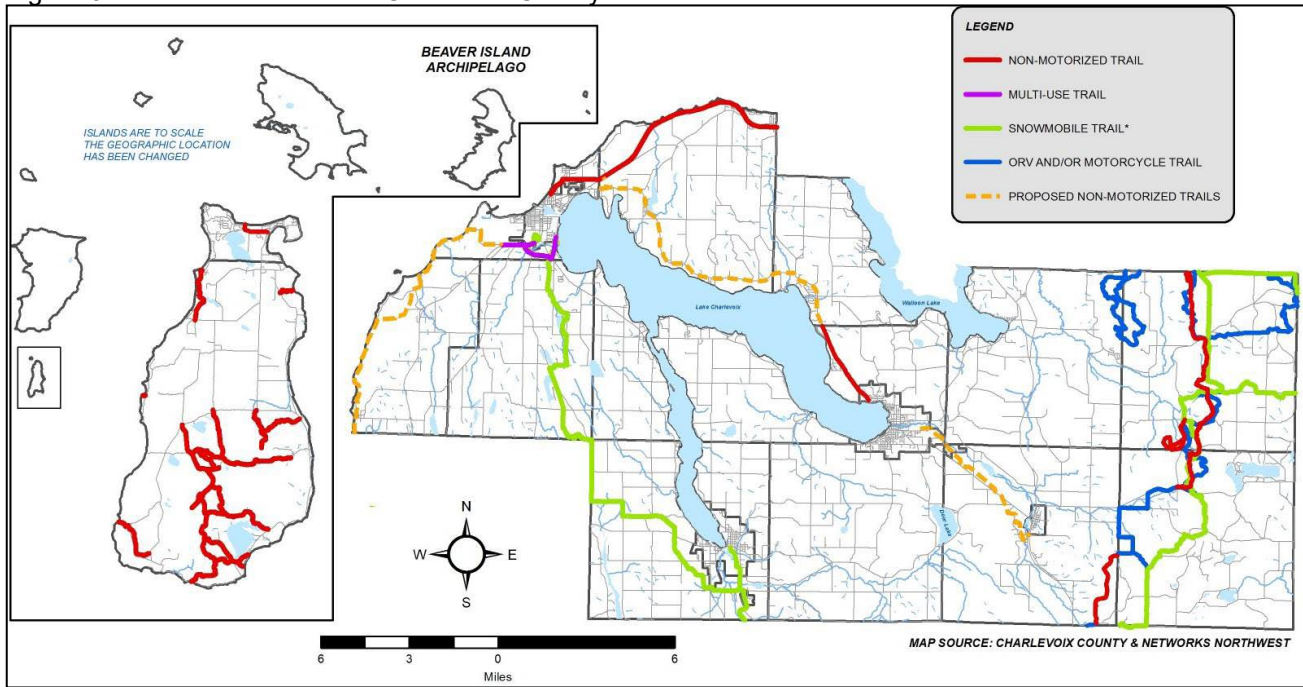 BEAVER ISLAND
ARCHIPELAGO
ISLANDS ARE TO SCALE
THE GEOGRAPHIC LOCATION
HAS BEEN CHANGED
LEGEND
NON-MOTORIZED TRAIL
MULTI-USE TRAIL
SNOWMOBILE TRAIL*
ORV AND/OR MOTORCYCLE TRAIL
PROPOSED NON-MOTORIZED TRAILS
Lake Charlevoix
Walloon Lake
Deer Lake
N
W
E
S
6
3
0
6
Miles
MAP SOURCE: CHARLEVOIX COUNTY & NETWORKS NORTHWEST